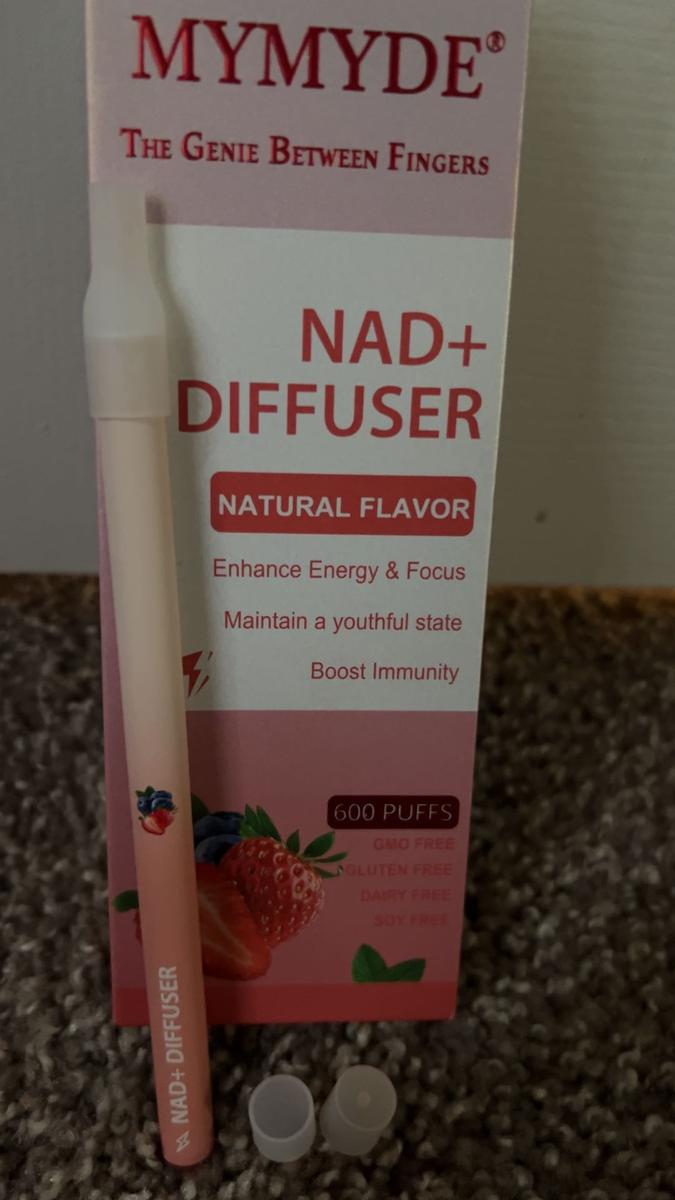 MYMYDE®
THE GENIE BETWEEN FINGERS
NAD+
DIFFUSER
NATURAL FLAVOR
Enhance Energy & Focus
Maintain a youthful state
Boost Immunity
600 PUFFS
GMO FREE
GLUTEN FREE
DAIRY FREE
SOY FREE
NAD+ DIFFUSER